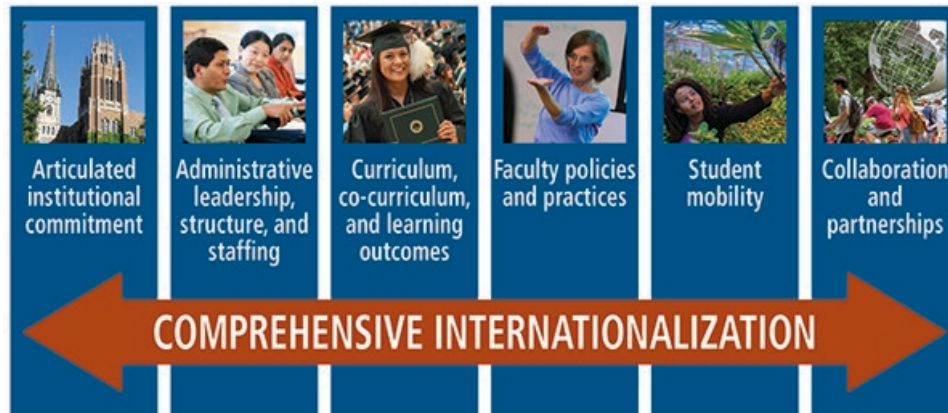 Articulated
institutional
commitment
Administrative
leadership,
structure, and
staffing
Curriculum,
co-curriculum,
and learning
outcomes
Faculty policies
and practices
Student
mobility
Collaboration
and
partnerships
COMPREHENSIVE INTERNATIONALIZATION